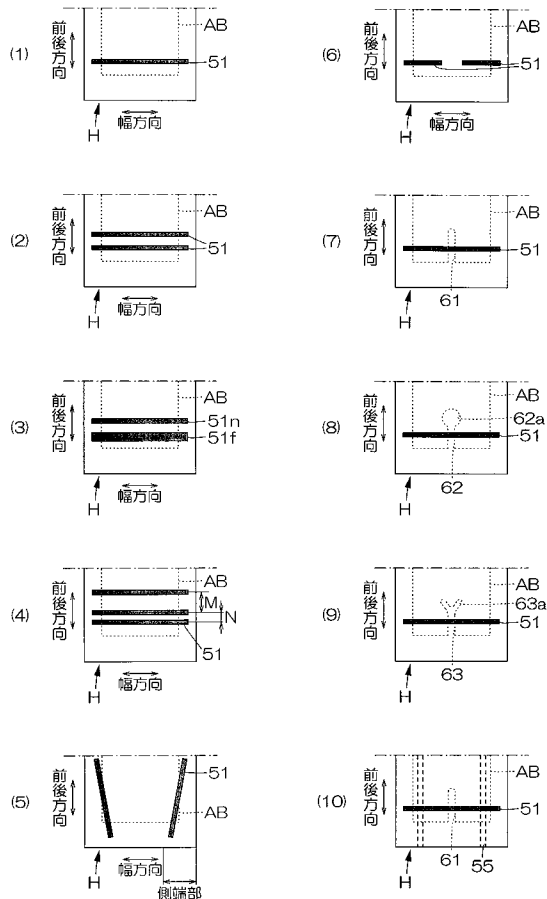 (1)
前後方向
AB
51
H
幅方向
(2)
前後方向
AB
51
H
幅方向
(3)
前後方向
AB
51n
51f
H
幅方向
(4)
前後方向
AB
M
N
51
H
幅方向
(5)
前後方向
51
AB
H
幅方向
側端部
(6)
前後方向
AB
51
H
幅方向
(7)
前後方向
AB
51
H
61
(8)
前後方向
AB
62a
51
H
62
(9)
前後方向
AB
63a
51
H
63
(10)
前後方向
AB
51
H
61
55